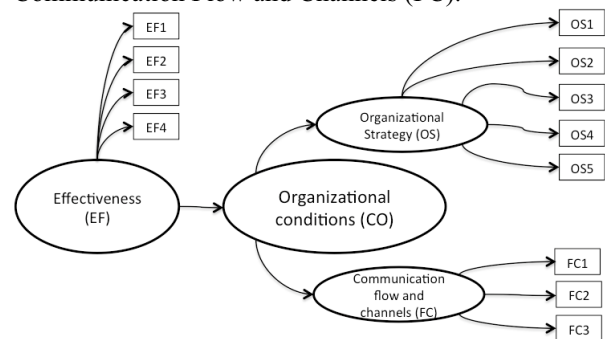 Communication Flow and Channels (FC).
EF1
EF2
EF3
EF4
Effectiveness
(EF)
Organizational
conditions (CO)
Organizational
Strategy (OS)
OS1
OS2
OS3
OS4
OS5
Communication
flow and
channels (FC)
FC1
FC2
FC3